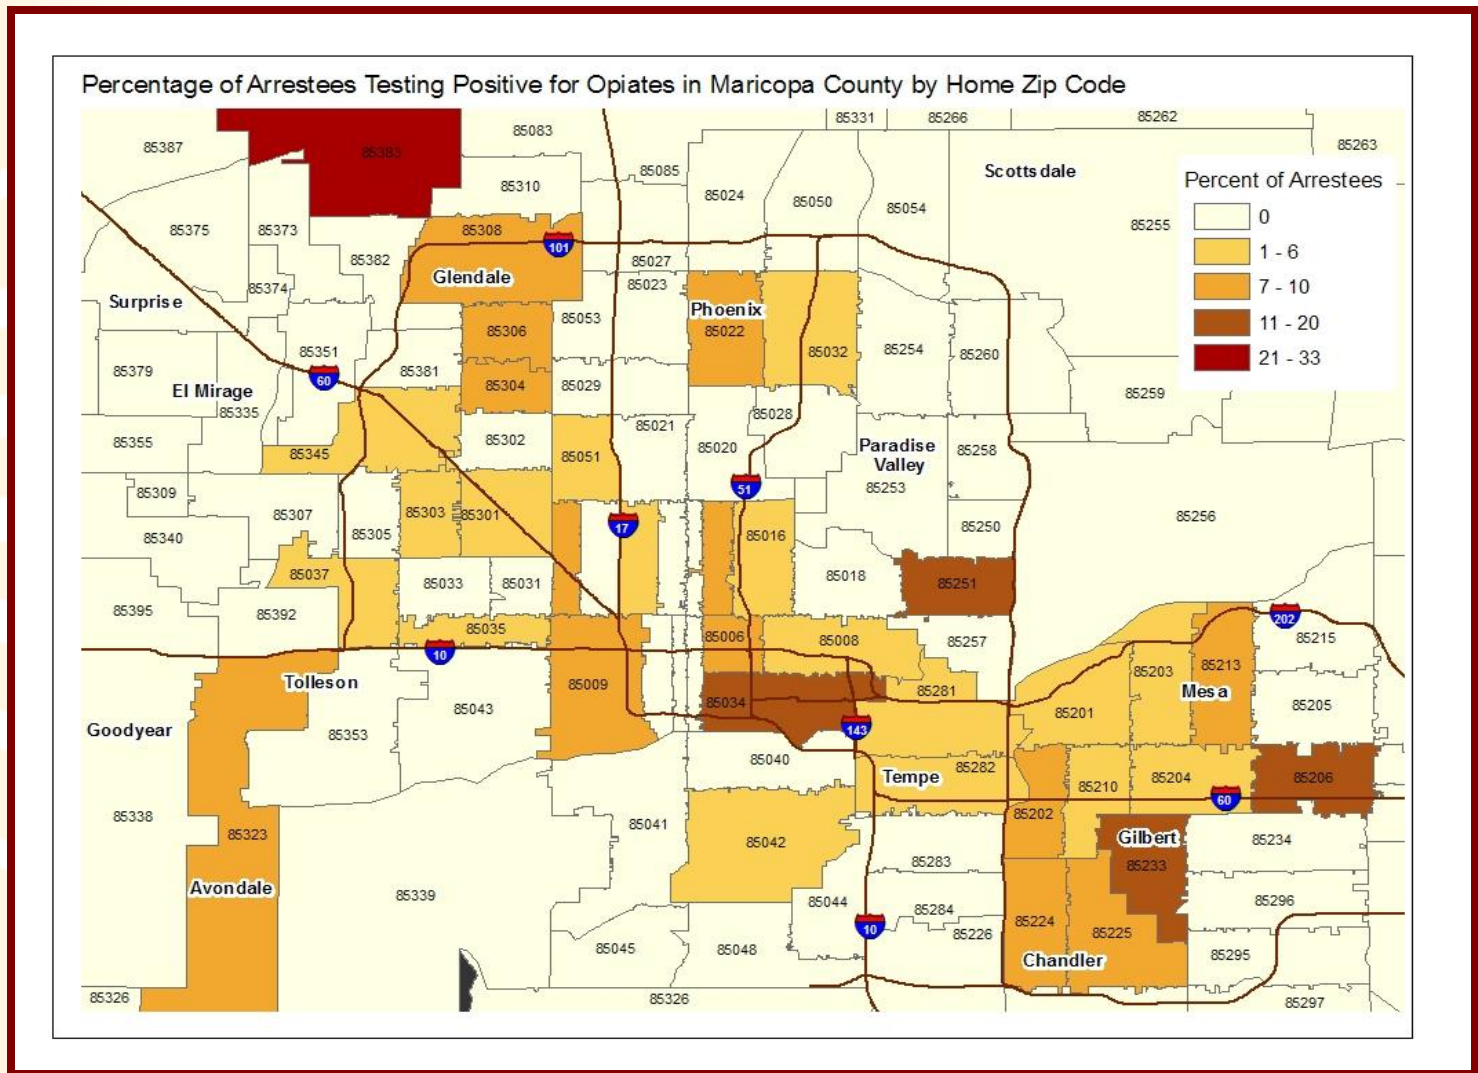 Percentage of Arrestees Testing Positive for Opiates in Maricopa County by Home Zip Code
85331 85266 85262
85083
85387 85383 85263
85085
85310 85024 85050 85054
Scottsdale
Percent of Arrestees
0
1 - 6
7 - 10
11 - 20
21 - 33
85375 85373 85308 85255
101
85382 85027
Glendale
85374 85023
Surprise
Phoenix
85053
85306 85022
85351 85032 85254 85260
85379 85381
60
85304 85029
El Mirage 85259
85335 85028
85021
85355 85302 85020
Paradise
Valley
85258
85345 85051
51 85253
85309
85307 85303 85301 17 85256
85340 85305 85016 85250
85037 85033 85031 85018 85251
85395 85392
85035 85006 85008 85257 202
85215
10
Tolleson 85009 85203 85213
85281 Mesa
85034 85201 85205
Goodyear 85353 85043
143
85040 85282
Tempe 85210 85204 85206
60
85338 85323 85041 85042 85202
Gilbert
85234
85283 85233
Avondale 85339 85044
85284 85296
10 85224 85225
85226
85045 85048 Chandler 85295
85326 85326 85297